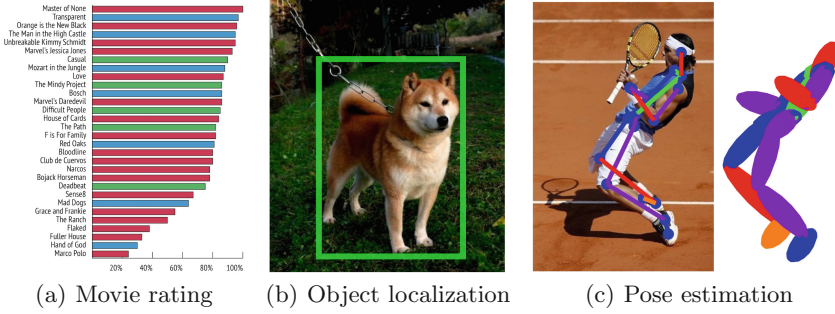 Master of None
Transparent
Orange is the New Black
The Man in the High Castle
Unbreakable Kimmy Schmidt
Marvel's Jessica Jones
Casual
Mozart in the Jungle
Love
The Mindy Project
Bosch
Marvel's Daredevil
Difficult People
House of Cards
The Path
F is For Family
Red Oaks
Bloodline
Club de Cuervos
Narcos
Bojack Horseman
Deadbeat
Sense8
Mad Dogs
Grace and Frankie
The Ranch
Flaked
Fuller House
Hand of God
Marco Polo
20% 40% 60% 80% 100%
(a) Movie rating
(b) Object localization
(c) Pose estimation